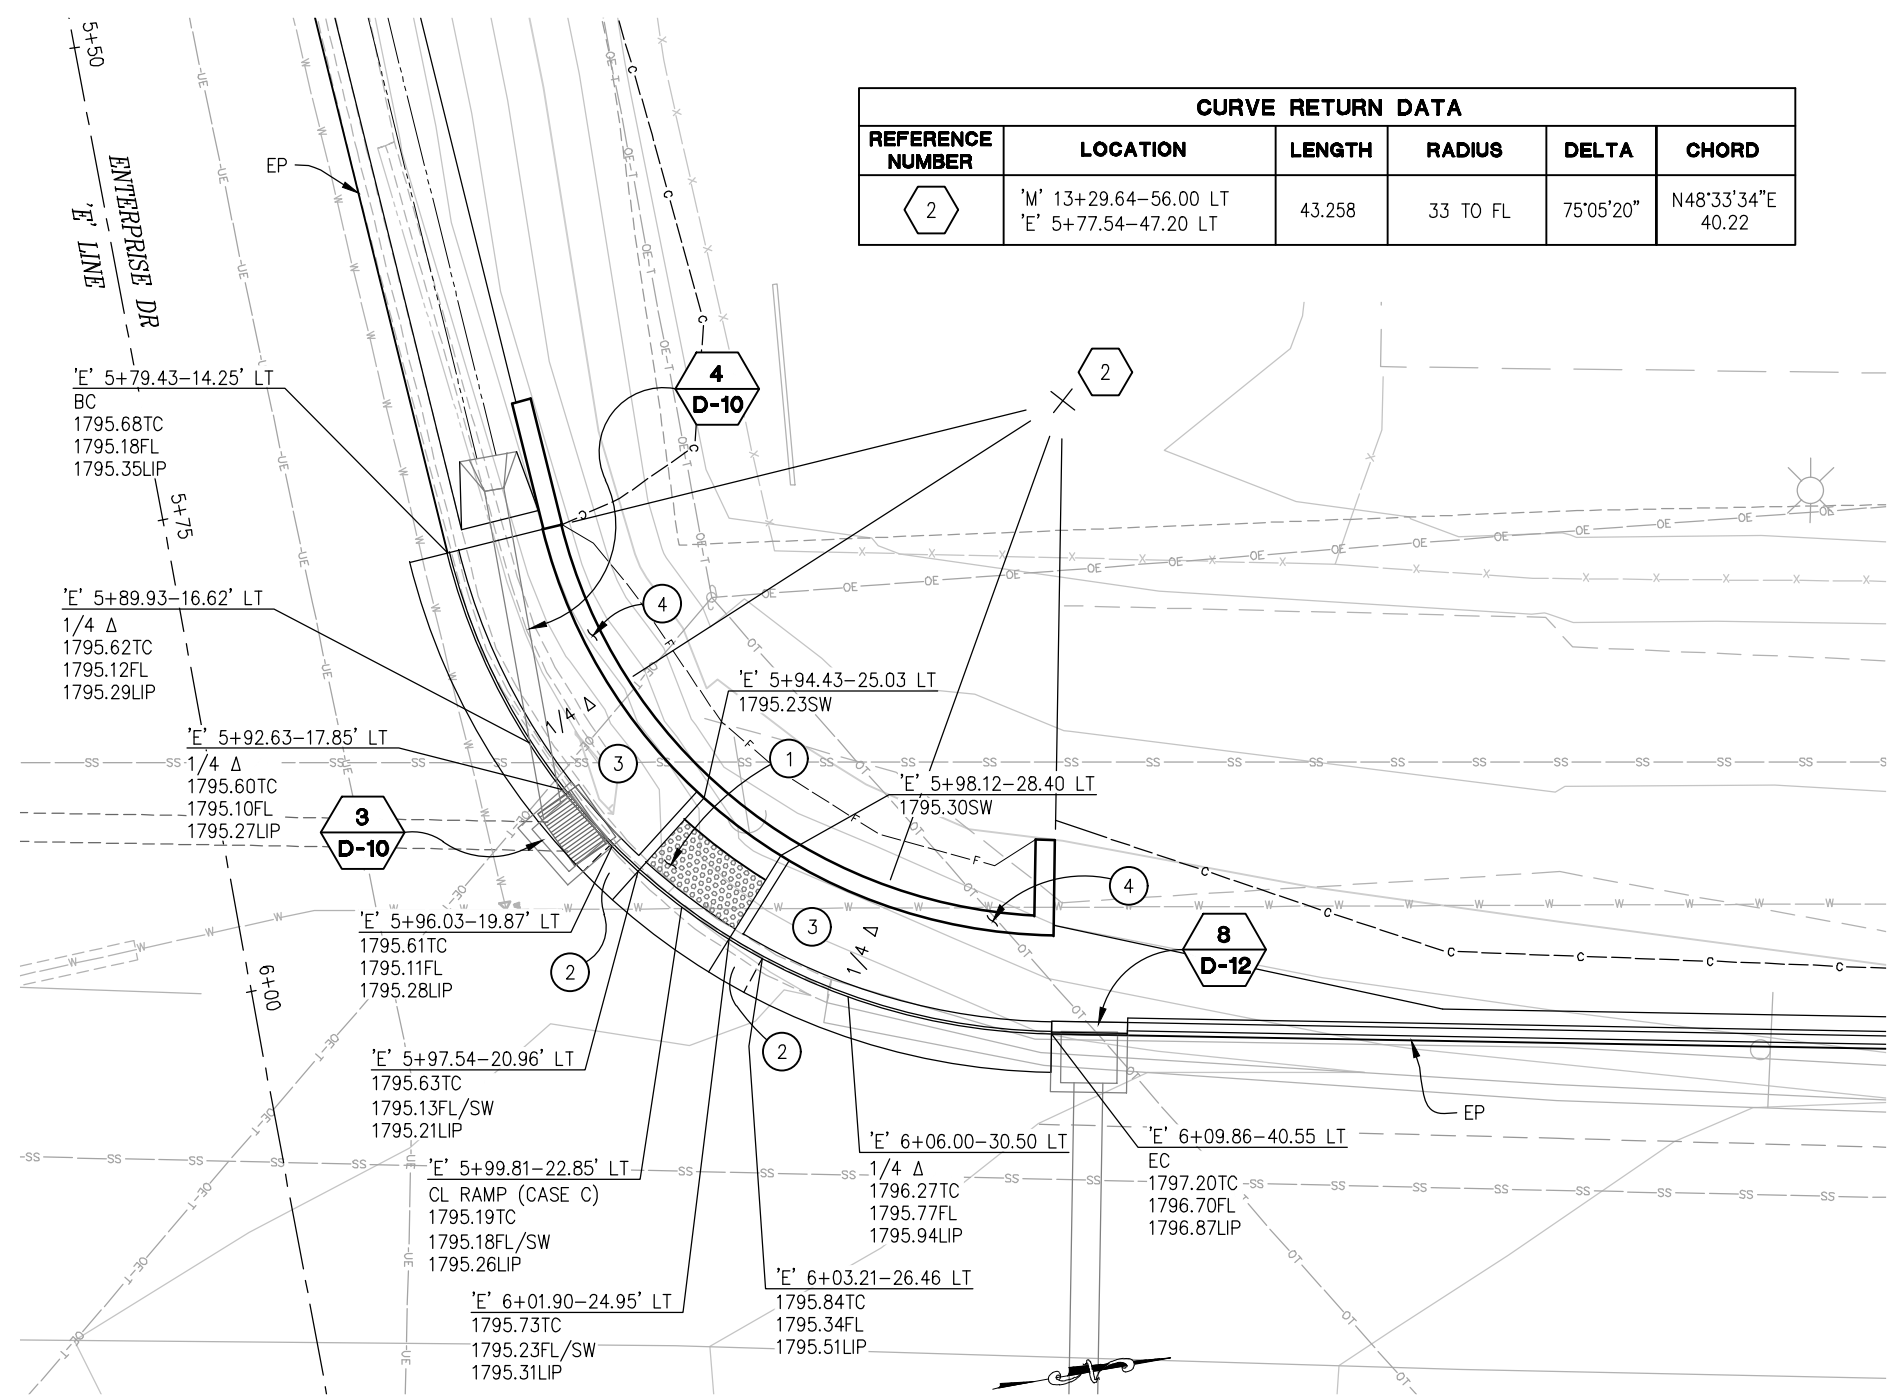 CURVE RETURN DATA
REFERENCE NUMBER
LOCATION
LENGTH
RADIUS
DELTA
CHORD
2
'M' 13+29.64-56.00 LT
'E' 5+77.54-47.20 LT
43.258
33 TO FL
75°05'20"
N48°33'34"E
40.22
5+50
ENTERPRISE DR
'E' LINE
EP
2
4
D-10
'E' 5+79.43-14.25' LT
BC
1795.68TC
1795.18FL
1795.35LIP
5+75
'E' 5+89.93-16.62' LT
1/4 Δ
1795.62TC
1795.12FL
1795.29LIP
4
'E' 5+94.43-25.03 LT
1795.23SW
1/4 Δ
3
1
'E' 5+92.63-17.85' LT
1/4 Δ
1795.60TC
1795.10FL
1795.27LIP
'E' 5+98.12-28.40 LT
1795.30SW
3
D-10
4
'E' 5+96.03-19.87' LT
1795.61TC
1795.11FL
1795.28LIP
2
3
1/4 Δ
8
D-12
6+00
2
'E' 5+97.54-20.96' LT
1795.63TC
1795.13FL/SW
1795.21LIP
EP
'E' 5+99.81-22.85' LT
CL RAMP (CASE C)
1795.19TC
1795.18FL/SW
1795.26LIP
'E' 6+06.00-30.50 LT
1/4 Δ
1796.27TC
1795.77FL
1795.94LIP
'E' 6+09.86-40.55 LT
EC
1797.20TC
1796.70FL
1796.87LIP
'E' 6+01.90-24.95' LT
1795.73TC
1795.23FL/SW
1795.31LIP
'E' 6+03.21-26.46 LT
1795.84TC
1795.34FL
1795.51LIP